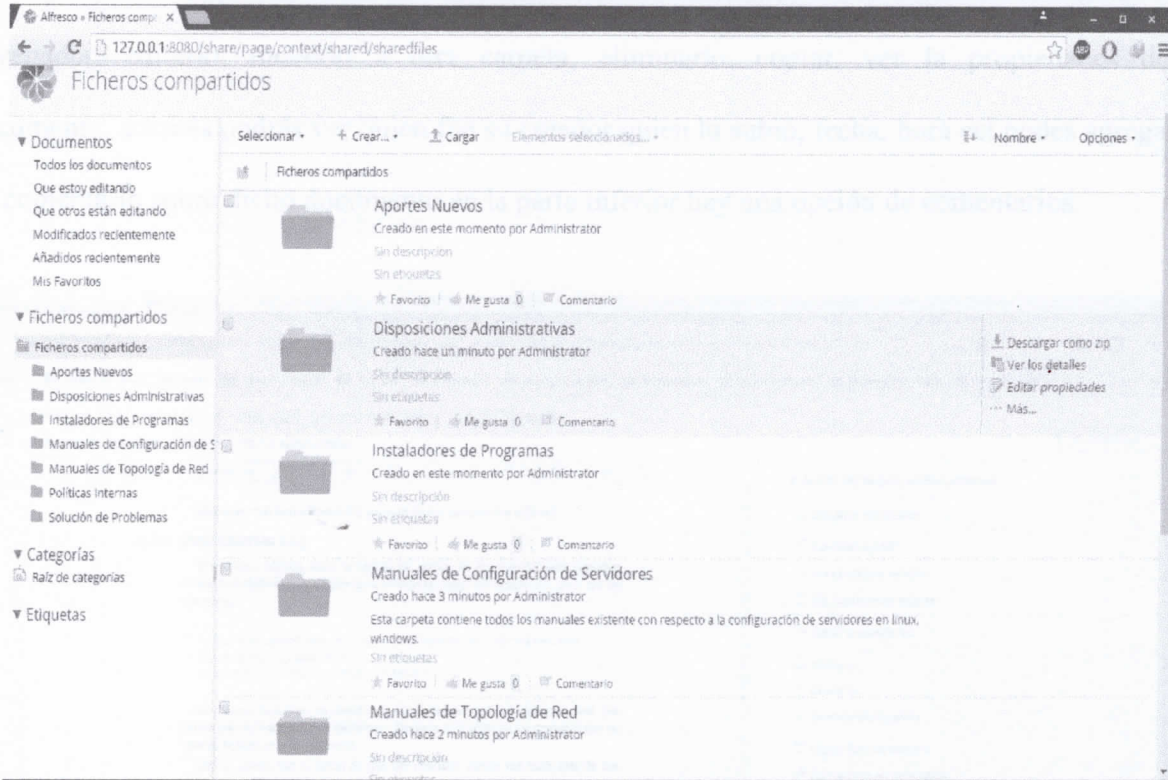 Alfresco » Ficheros comp
127.0.0.1:8080/share/page/context/shared/sharedfiles
ABP
Ficheros compartidos
Documentos
Todos los documentos
Que estoy editando
Que otros están editando
Modificados recientemente
Añadidos recientemente
Mis Favoritos
Ficheros compartidos
Ficheros compartidos
Aportes Nuevos
Disposiciones Administrativas
Instaladores de Programas
Manuales de Configuración de S
Manuales de Topología de Red
Políticas Internas
Solución de Problemas
Categorías
Raíz de categorías
Etiquetas
Seleccionar
+ Crear...
Cargar
Elementos seleccionados...
Nombre
Opciones
Ficheros compartidos
Aportes Nuevos
Creado en este momento por Administrator
Sin descripción
Sin etiquetas
Favorito
Me gusta 0
Comentario
Disposiciones Administrativas
Creado hace un minuto por Administrator
Sin descripción
Sin etiquetas
Favorito
Me gusta 0
Comentario
Descargar como zip
Ver los detalles
Editar propiedades
Más...
Instaladores de Programas
Creado en este momento por Administrator
Sin descripción
Sin etiquetas
Favorito
Me gusta 0
Comentario
Manuales de Configuración de Servidores
Creado hace 3 minutos por Administrator
Esta carpeta contiene todos los manuales existente con respecto a la configuración de servidores en linux,
windows.
Sin etiquetas
Favorito
Me gusta 0
Comentario
Manuales de Topología de Red
Creado hace 2 minutos por Administrator
Sin descripción
Sin etiquetas